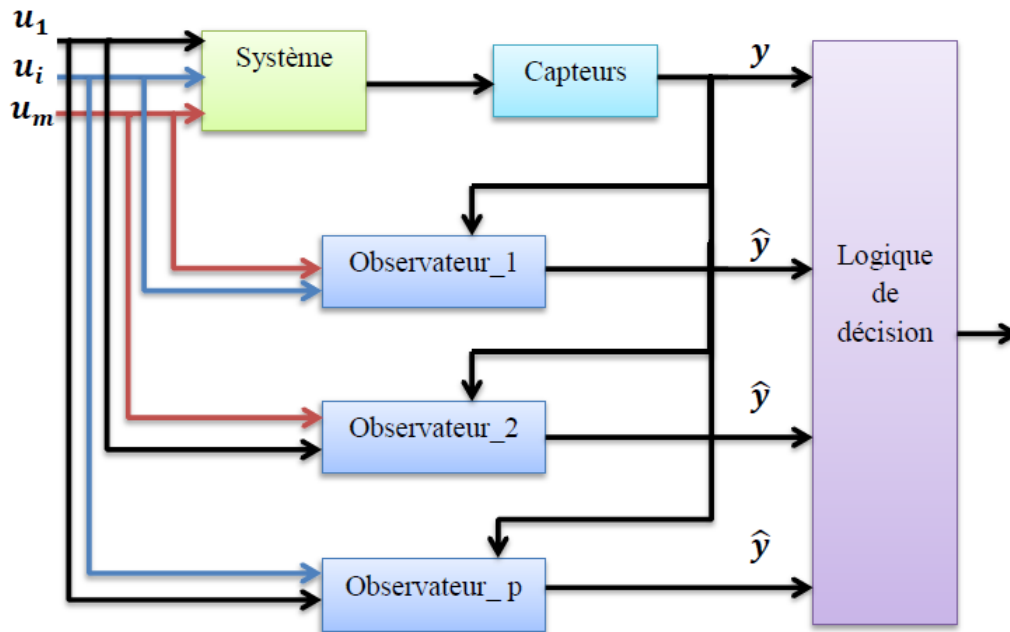 u₁
uᵢ
uₘ
Système
Capteurs
y
Observateur_1
ŷ
Logique
de
décision
Observateur_2
ŷ
Observateur_ p
ŷ